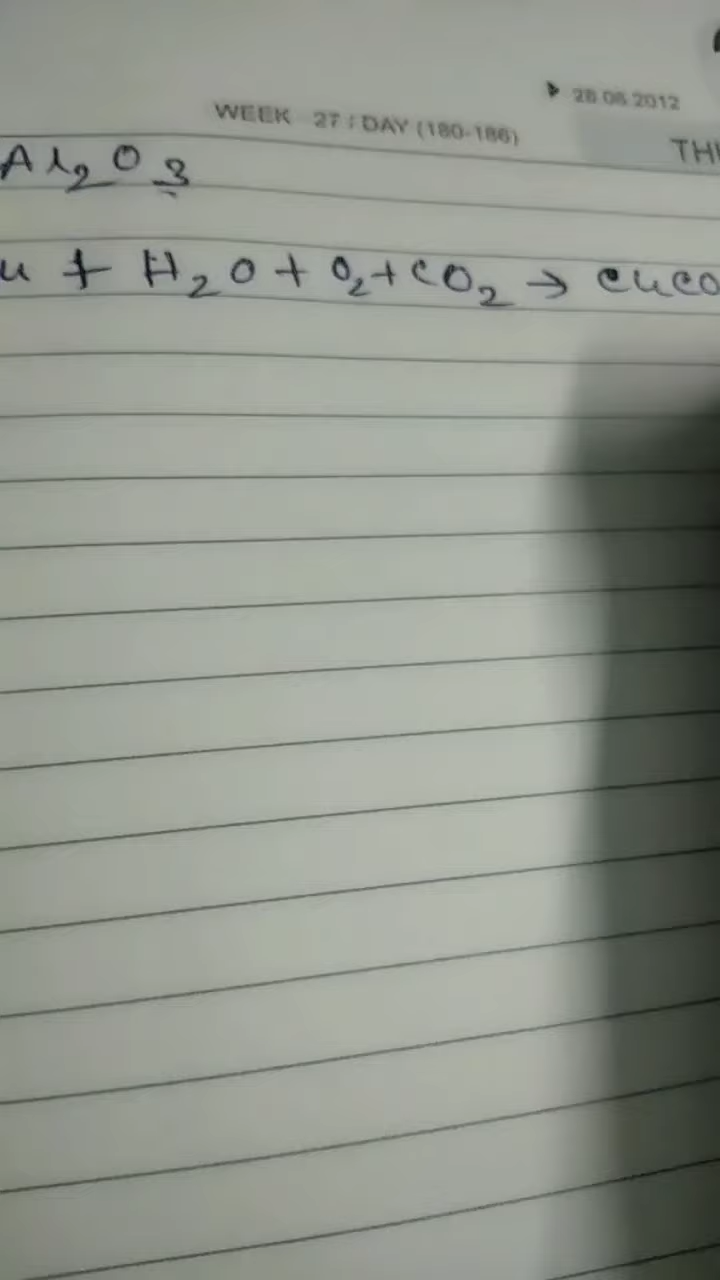 28 06 2012
WEEK 27 : DAY (180-186)
TH
Al₂O₃
u + H₂O + O₂ + CO₂ → cuco